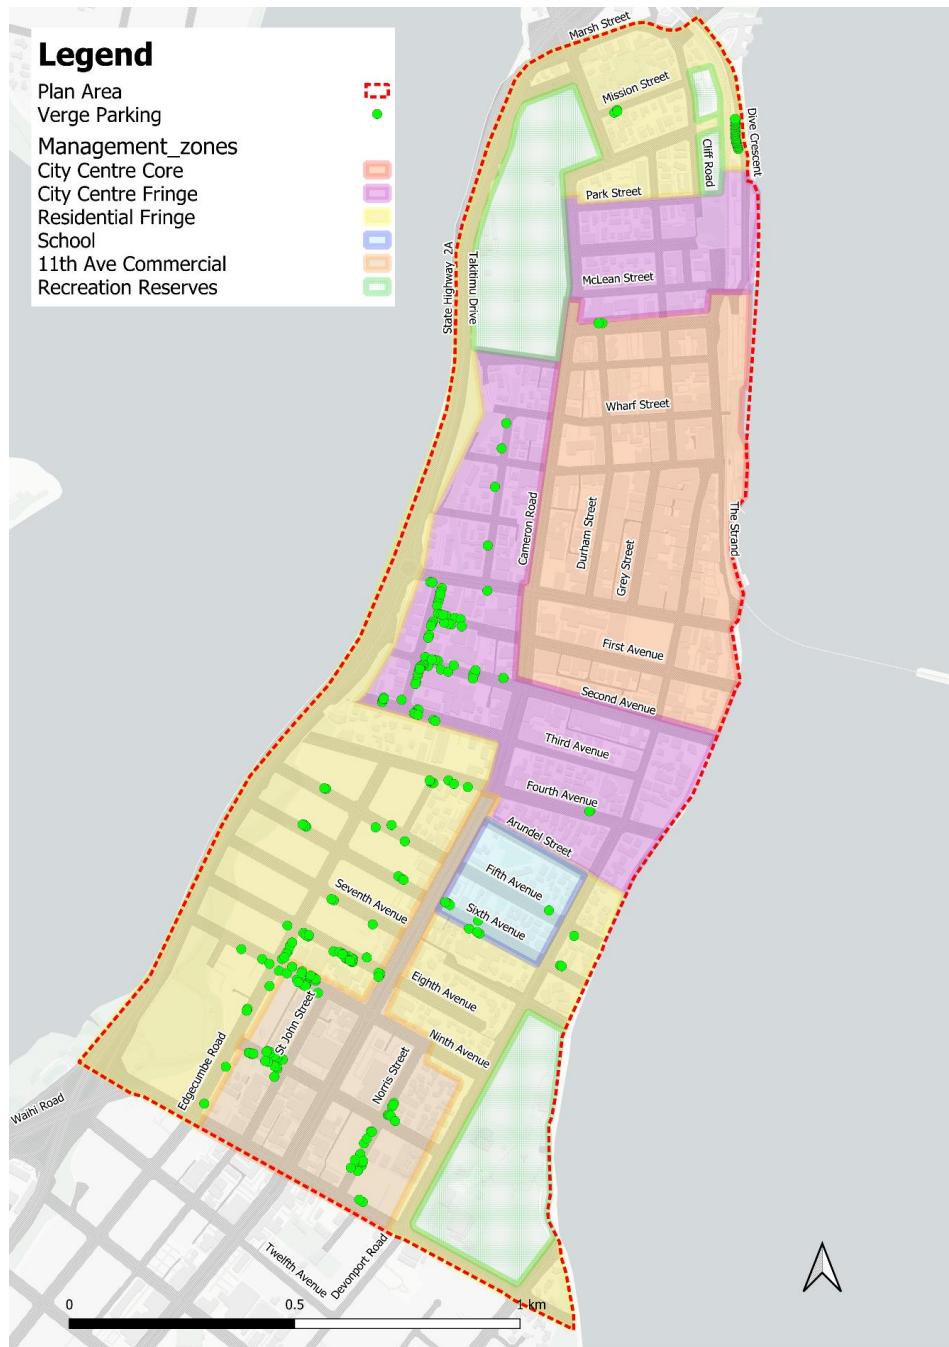 Legend
Plan Area
Verge Parking
Management_zones
City Centre Core
City Centre Fringe
Residential Fringe
School
11th Ave Commercial
Recreation Reserves
Marsh Street
Mission Street
Dive Crescent
Cliff Road
Park Street
State Highway 2A
Takitimu Drive
McLean Street
Wharf Street
Cameron Road
Durham Street
Grey Street
The Strand
First Avenue
Second Avenue
Third Avenue
Fourth Avenue
Arundel Street
Fifth Avenue
Seventh Avenue
Sixth Avenue
Eighth Avenue
St John Street
Ninth Avenue
Edgecumbe Road
Norris Street
Waihi Road
Twelfth Avenue
Devonport Road
0 0.5 1 km